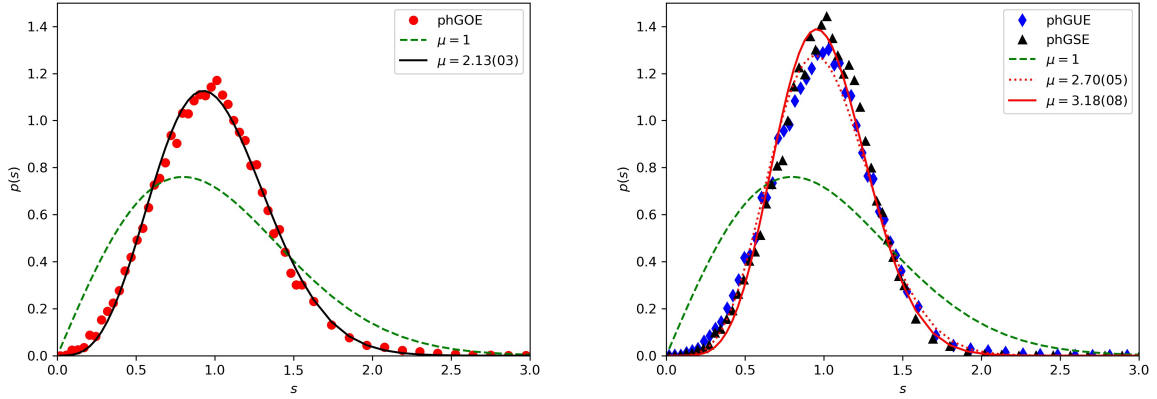 phGOE
μ = 1
μ = 2.13(03)
p(s)
1.4
1.2
1.0
0.8
0.6
0.4
0.2
0.0
0.0 0.5 1.0 1.5 2.0 2.5 3.0
s
phGUE
phGSE
μ = 1
μ = 2.70(05)
μ = 3.18(08)
p(s)
1.4
1.2
1.0
0.8
0.6
0.4
0.2
0.0
0.0 0.5 1.0 1.5 2.0 2.5 3.0
s